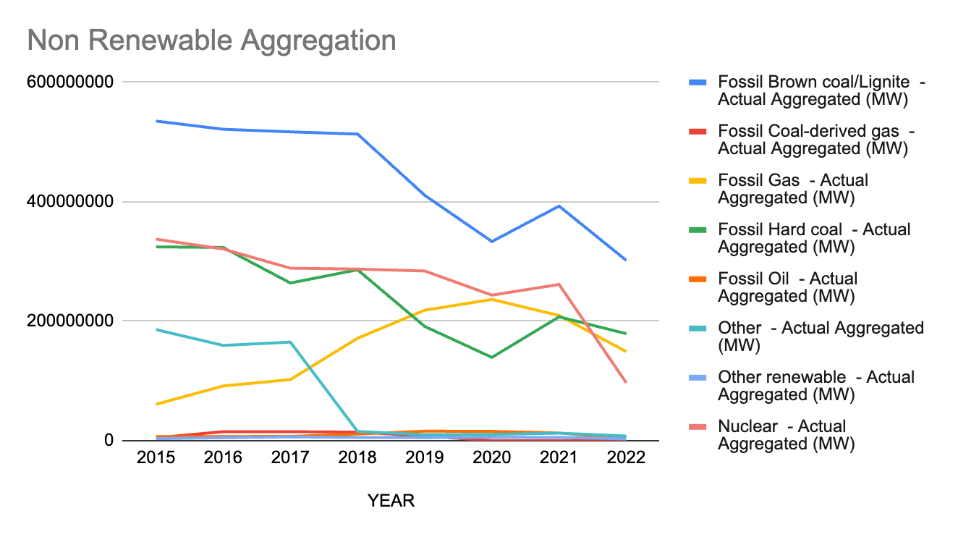 Non Renewable Aggregation
600000000
400000000
200000000
0
2015 2016 2017 2018 2019 2020 2021 2022
YEAR
Fossil Brown coal/Lignite  -
Actual Aggregated (MW)
Fossil Coal-derived gas  -
Actual Aggregated (MW)
Fossil Gas  - Actual
Aggregated (MW)
Fossil Hard coal  - Actual
Aggregated (MW)
Fossil Oil  - Actual
Aggregated (MW)
Other  - Actual Aggregated
(MW)
Other renewable  - Actual
Aggregated (MW)
Nuclear  - Actual
Aggregated (MW)